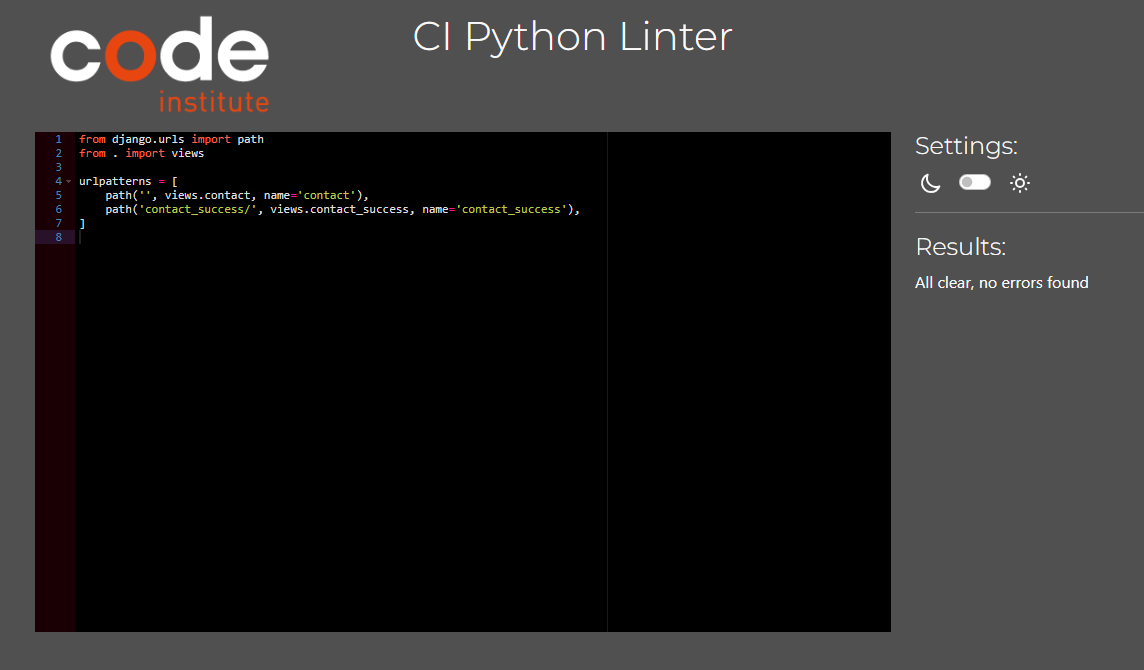 code
institute
CI Python Linter
1 from django.urls import path
2 from . import views
3
4 urlpatterns = [
5     path('', views.contact, name='contact'),
6     path('contact_success/', views.contact_success, name='contact_success'),
7 ]
8
Settings:
Results:
All clear, no errors found